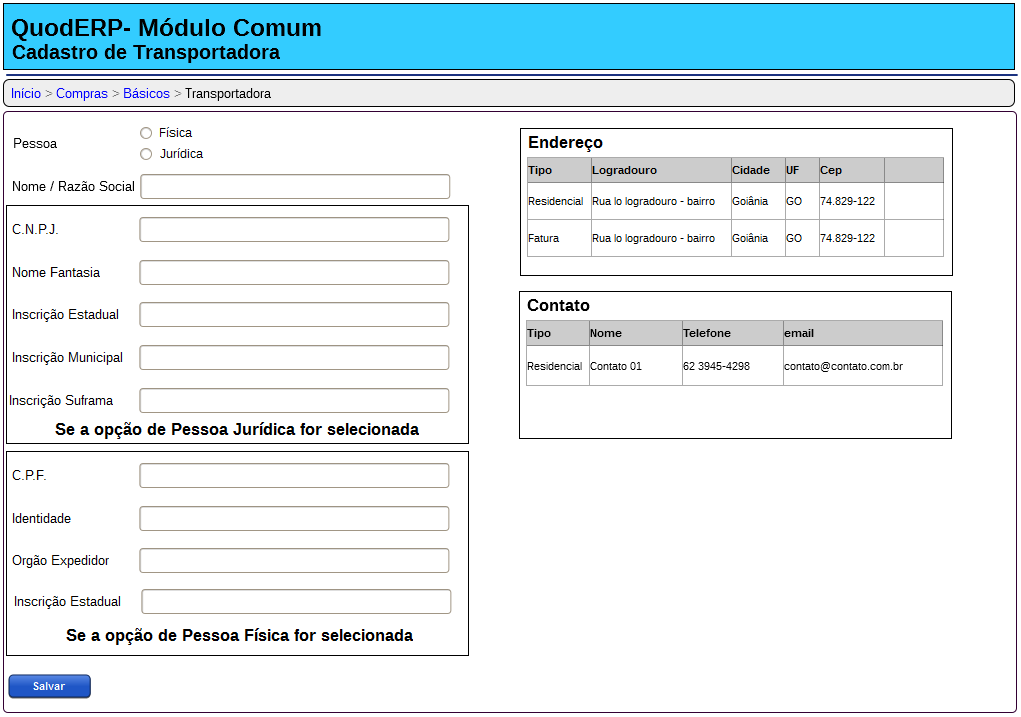 QuodERP- Módulo Comum
Cadastro de Transportadora
Início > Compras > Básicos > Transportadora
Pessoa
Física
Jurídica
Nome / Razão Social
C.N.P.J.
Nome Fantasia
Inscrição Estadual
Inscrição Municipal
Inscrição Suframa
Se a opção de Pessoa Jurídica for selecionada
C.P.F.
Identidade
Orgão Expedidor
Inscrição Estadual
Se a opção de Pessoa Física for selecionada
Salvar
Endereço
Tipo Logradouro Cidade UF Cep
Residencial Rua lo logradouro - bairro Goiânia GO 74.829-122
Fatura Rua lo logradouro - bairro Goiânia GO 74.829-122
Contato
Tipo Nome Telefone email
Residencial Contato 01 62 3945-4298 contato@contato.com.br